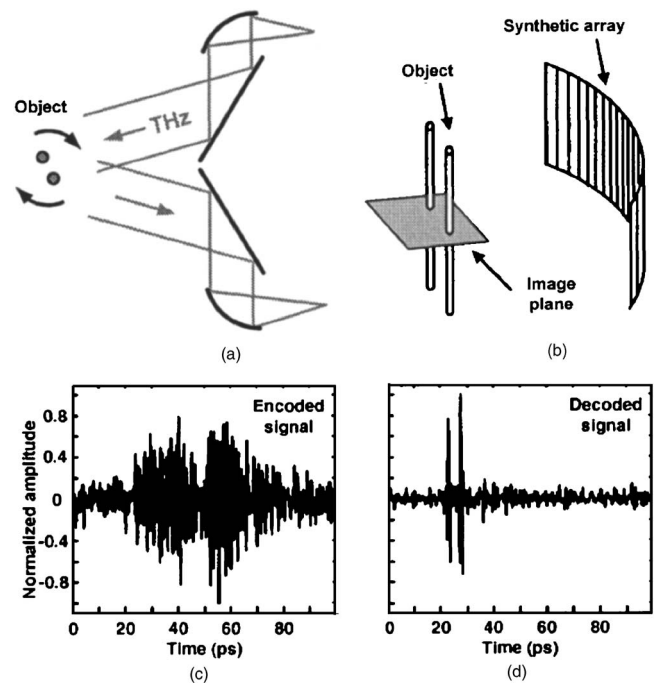 Object
THz
(a)
Synthetic array
Object
Image
plane
(b)
Encoded
signal
Normalized amplitude
0.8
0.4
0
-0.4
-0.8
0 20 40 60 80
Time (ps)
(c)
Decoded
signal
0 20 40 60 80
Time (ps)
(d)